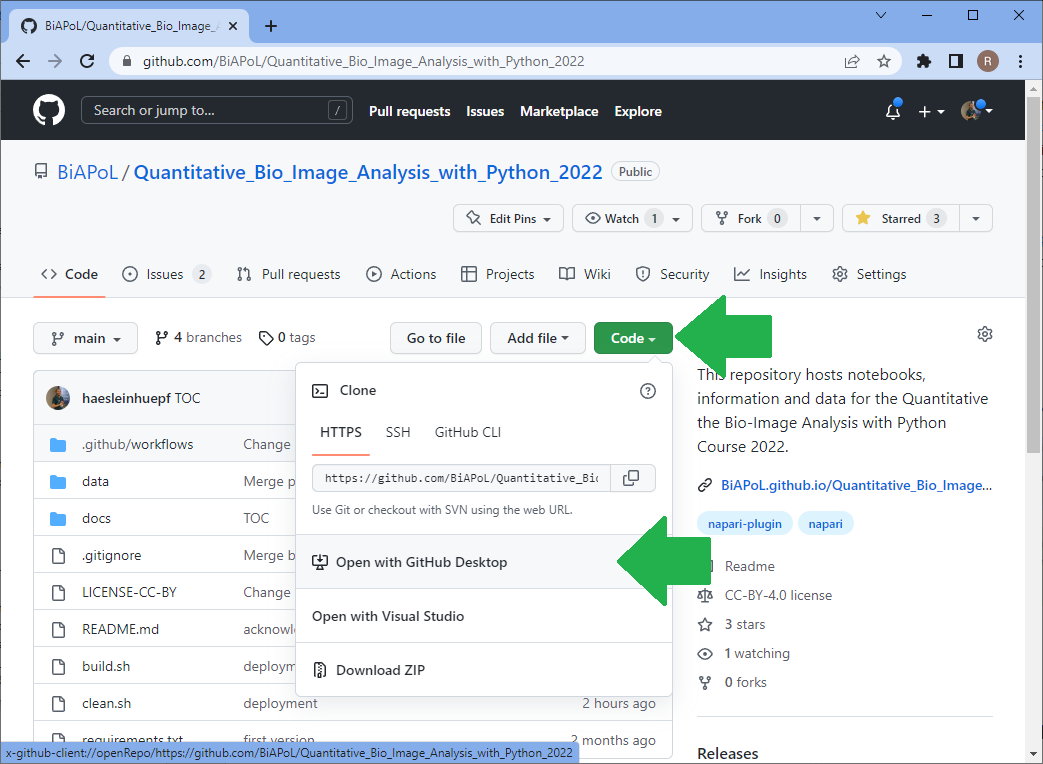 BiAPoL/Quantitative_Bio_Image_A
github.com/BiAPoL/Quantitative_Bio_Image_Analysis_with_Python_2022
R
Search or jump to...
/
Pull requests
Issues
Marketplace
Explore
BiAPoL / Quantitative_Bio_Image_Analysis_with_Python_2022
Public
Edit Pins
Watch 1
Fork 0
Starred 3
Code
Issues 2
Pull requests
Actions
Projects
Wiki
Security
Insights
Settings
main
4 branches
0 tags
Go to file
Add file
Code
haesleinhuepf TOC
.github/workflows Change
data Merge p
docs TOC
.gitignore Merge b
LICENSE-CC-BY Change
README.md acknowl
build.sh deploym
clean.sh deployment 2 hours ago
requirements.txt first version 2 months ago
Clone
HTTPS
SSH
GitHub CLI
https://github.com/BiAPoL/Quantitative_Bio
Use Git or checkout with SVN using the web URL.
Open with GitHub Desktop
Open with Visual Studio
Download ZIP
This repository hosts notebooks,
information and data for the Quantitative
the Bio-Image Analysis with Python
Course 2022.
BiAPoL.github.io/Quantitative_Bio_Image...
napari-plugin
napari
Readme
CC-BY-4.0 license
3 stars
1 watching
0 forks
Releases
x-github-client://openRepo/https://github.com/BiAPoL/Quantitative_Bio_Image_Analysis_with_Python_2022